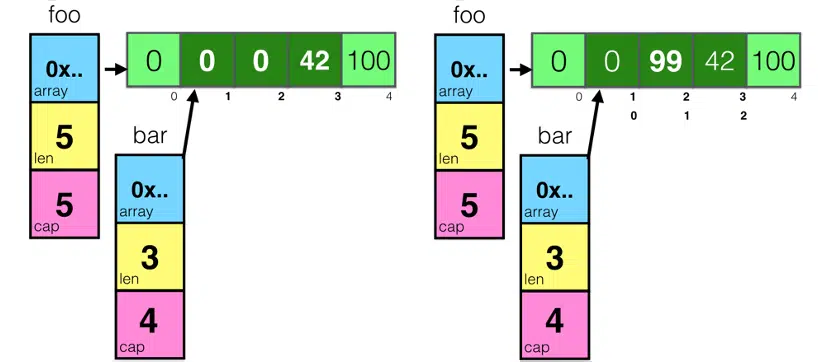 foo
0 0 0 42 100
0x..
array
0 1 2 3 4
5
len
bar
5
cap
0x..
array
3
len
4
cap
foo
0 0 99 42 100
0x..
array
0 1 2 3 4
0 1 2
5
len
bar
5
cap
0x..
array
3
len
4
cap